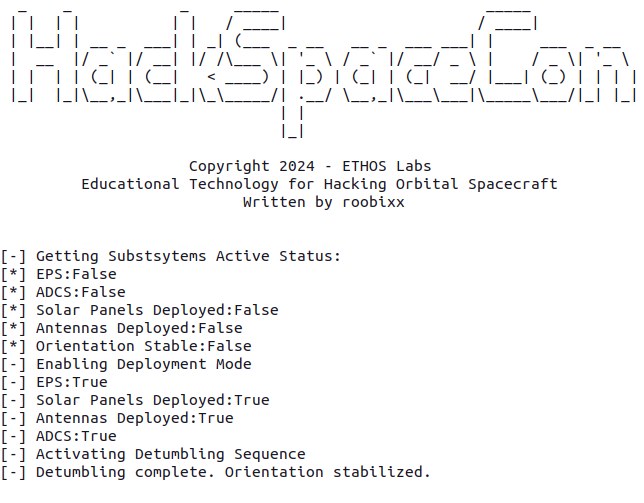 HackSpaceCon
Copyright 2024 - ETHOS Labs
Educational Technology for Hacking Orbital Spacecraft
Written by roobixx
[-] Getting Substsytems Active Status:
[*] EPS:False
[*] ADCS:False
[*] Solar Panels Deployed:False
[*] Antennas Deployed:False
[*] Orientation Stable:False
[-] Enabling Deployment Mode
[-] EPS:True
[-] Solar Panels Deployed:True
[-] Antennas Deployed:True
[-] ADCS:True
[-] Activating Detumbling Sequence
[-] Detumbling complete. Orientation stabilized.